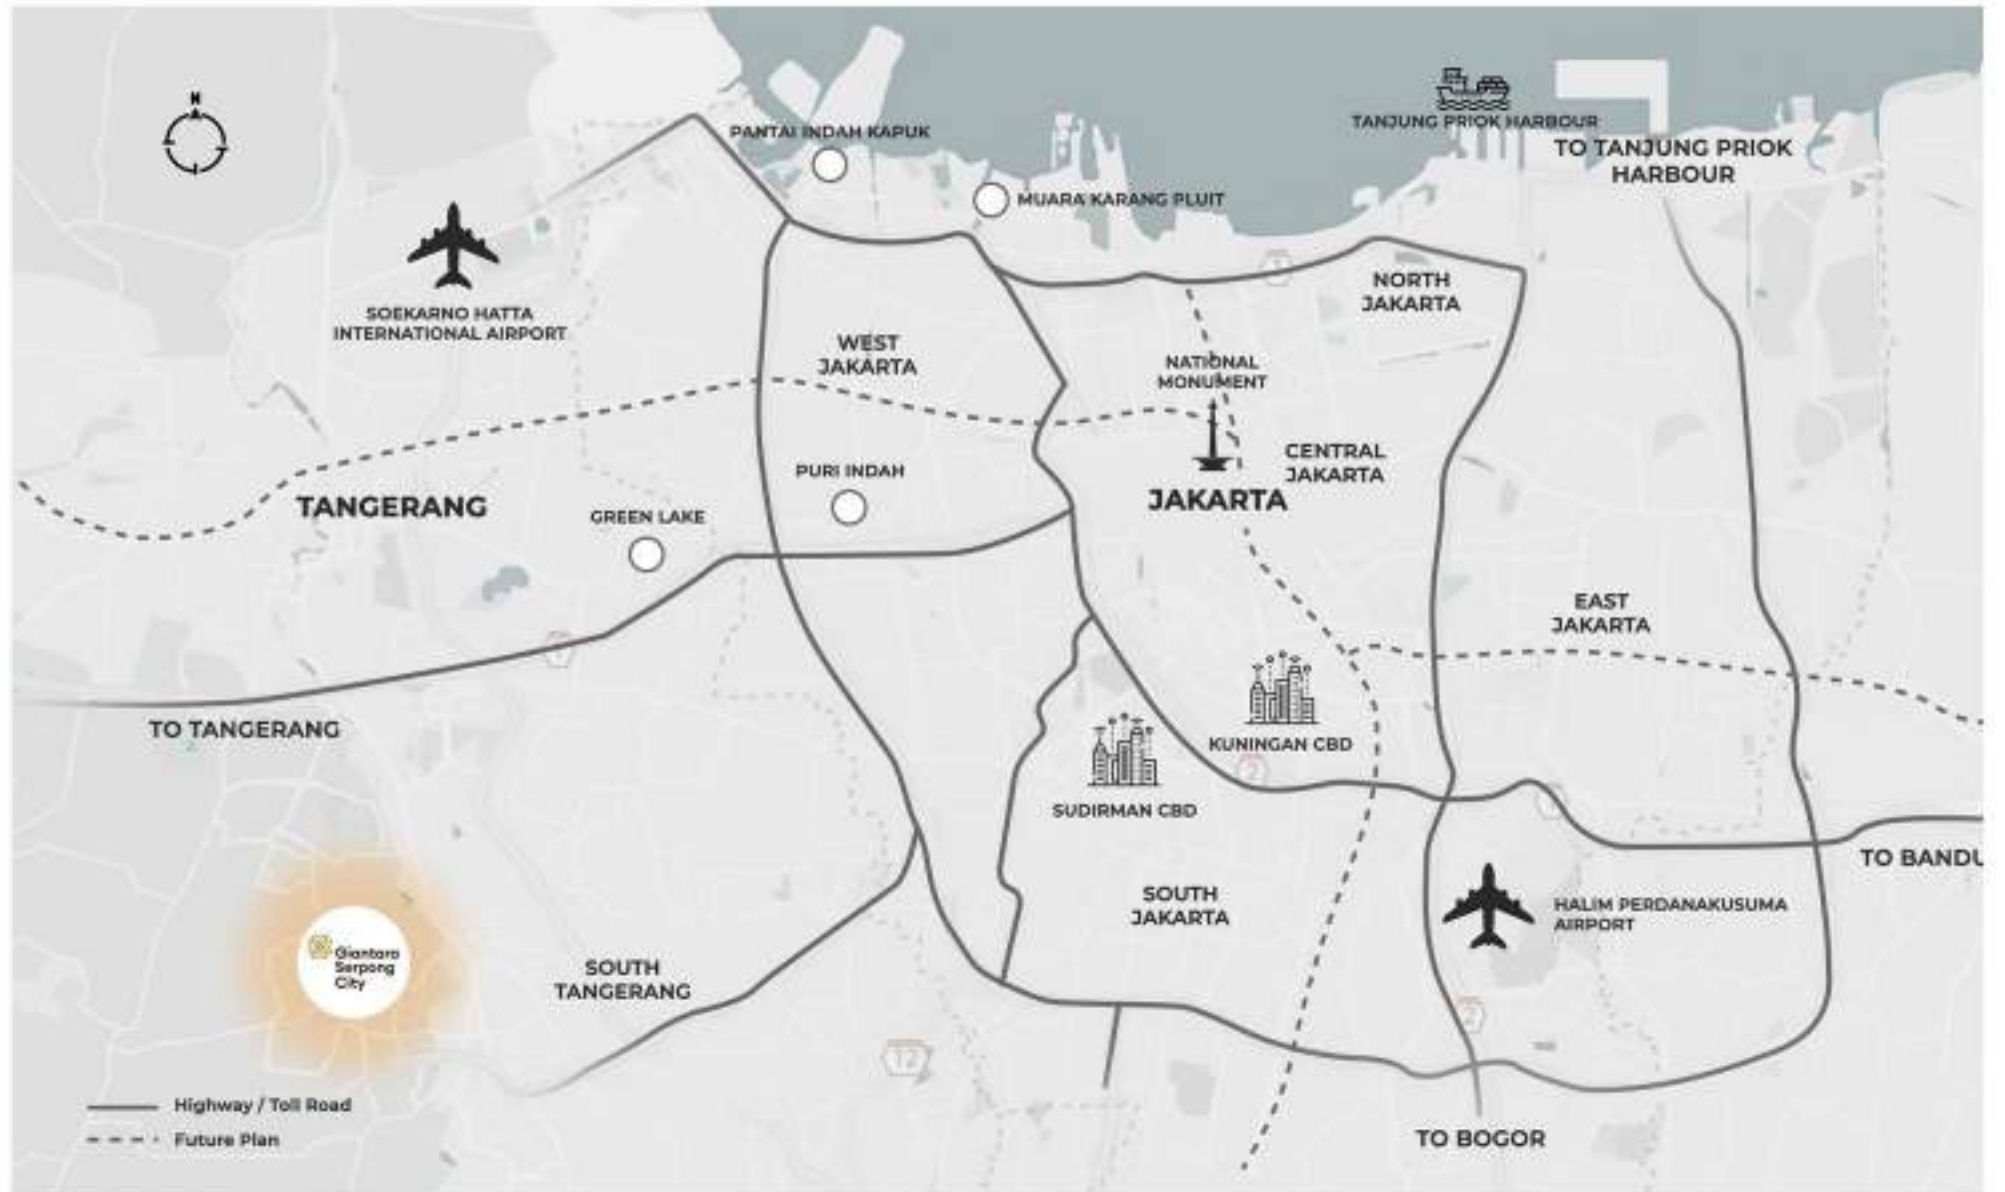 N
PANTAI INDAH KAPUK
TANJUNG PRIOK HARBOUR
TO TANJUNG PRIOK
HARBOUR
MUARA KARANG PLUIT
SOEKARNO HATTA
INTERNATIONAL AIRPORT
NORTH
JAKARTA
WEST
JAKARTA
NATIONAL
MONUMENT
CENTRAL
JAKARTA
PURI INDAH
TANGERANG
JAKARTA
GREEN LAKE
EAST
JAKARTA
TO TANGERANG
KUNINGAN CBD
2
SUDIRMAN CBD
TO BANDU
SOUTH
JAKARTA
HALIM PERDANAKUSUMA
AIRPORT
Giantara
Serpong
City
SOUTH
TANGERANG
2
12
Highway / Toll Road
Future Plan
TO BOGOR